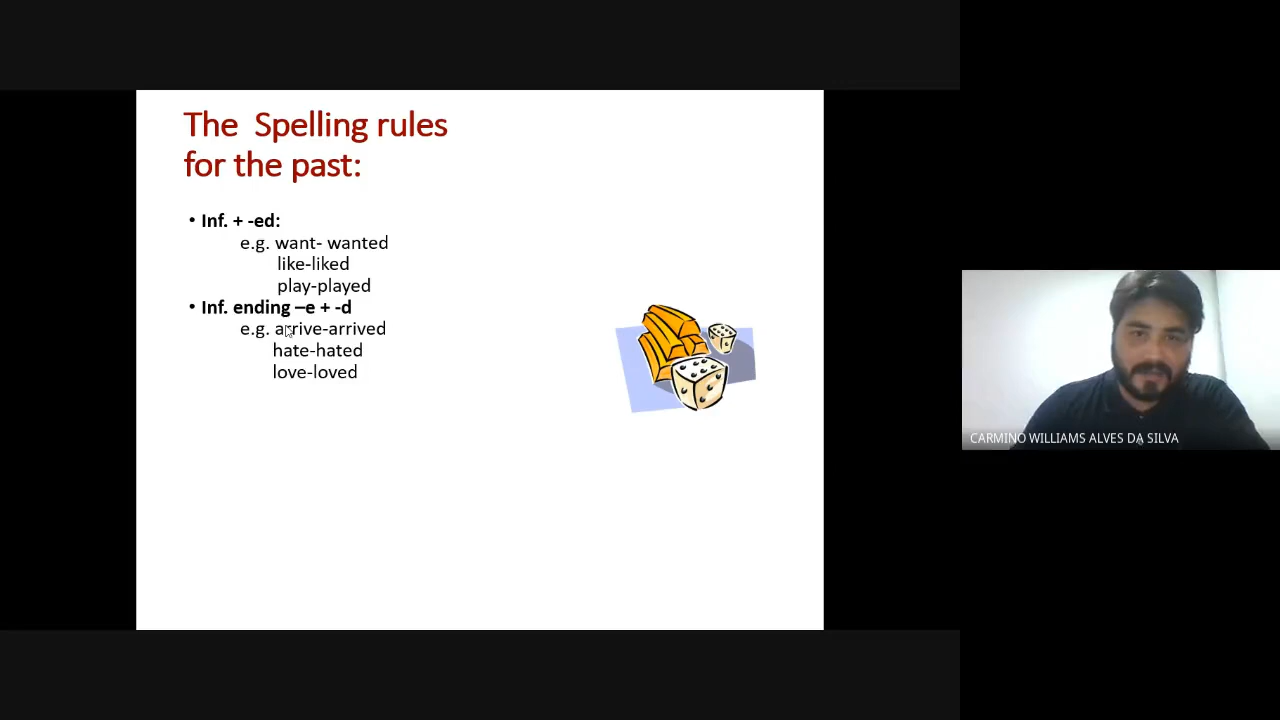 The Spelling rules
for the past:
• Inf. + -ed:
e.g. want- wanted
like-liked
play-played
• Inf. ending –e + -d
e.g. arrive-arrived
hate-hated
love-loved
CARMINO WILLIAMS ALVES DA SILVA